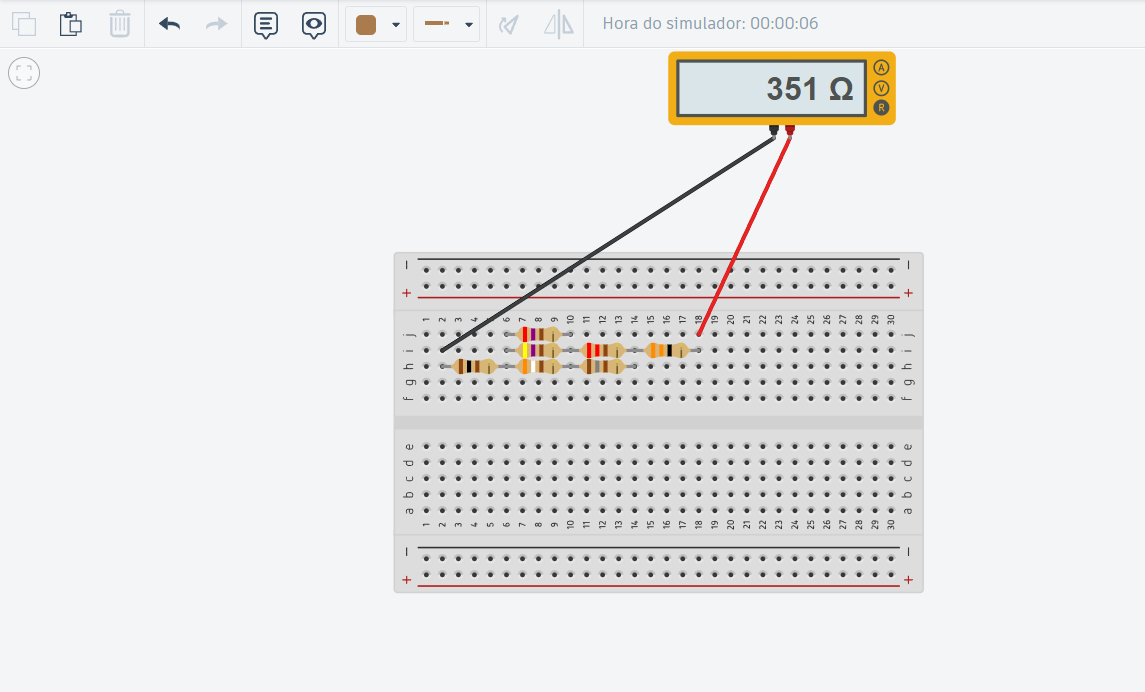 Hora do simulador: 00:00:06
351 Ω
A
V
R
− −
+ +
1 2 3 4 5 6 7 8 9 10 11 12 13 14 15 16 17 18 19 20 21 22 23 24 25 26 27 28 29 30
j j
i i
h h
g g
f f
e e
d d
c c
b b
a a
1 2 3 4 5 6 7 8 9 10 11 12 13 14 15 16 17 18 19 20 21 22 23 24 25 26 27 28 29 30
− −
+ +